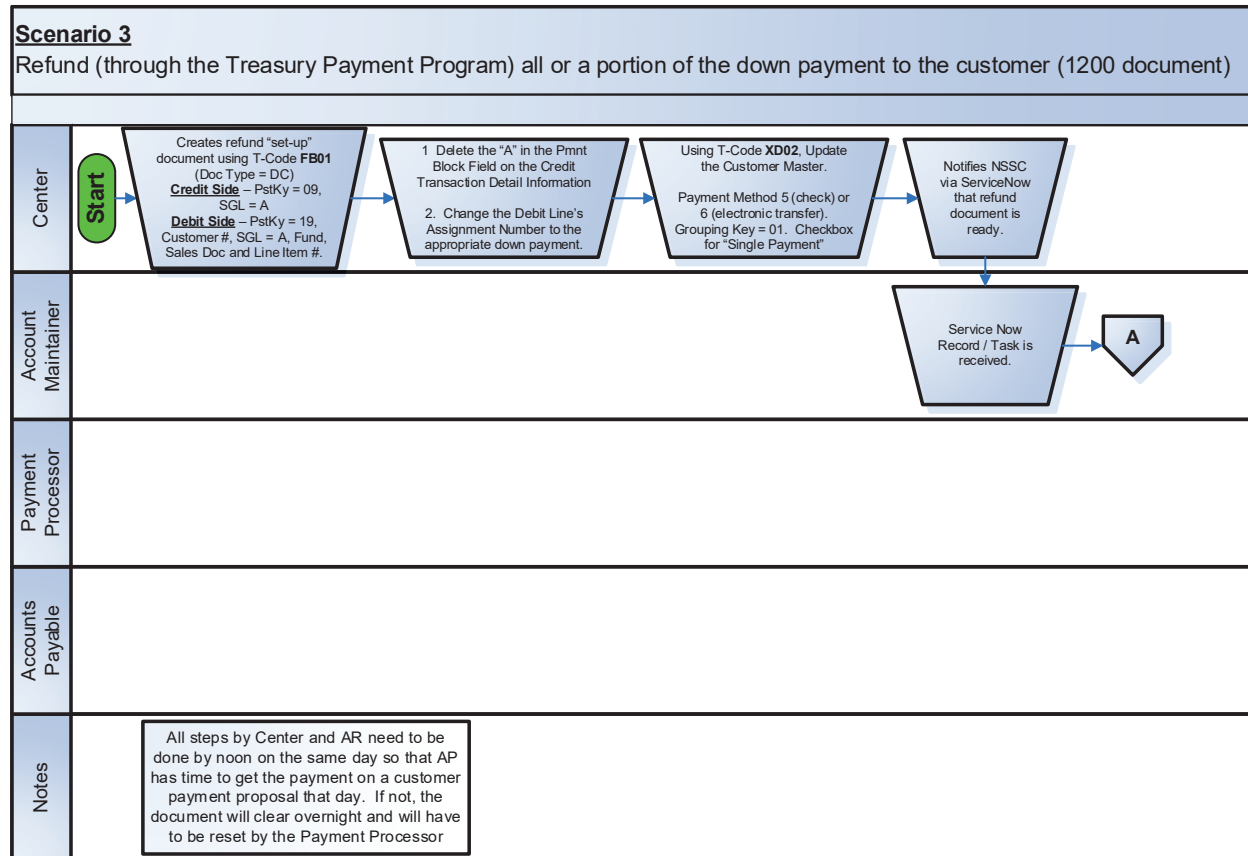 Scenario 3
Refund (through the Treasury Payment Program) all or a portion of the down payment to the customer (1200 document)
Center
Start
Creates refund “set-up”
document using T-Code FB01
(Doc Type = DC)
Credit Side – PstKy = 09,
SGL = A
Debit Side – PstKy = 19,
Customer #, SGL = A, Fund,
Sales Doc and Line Item #.
1 Delete the “A” in the Pmnt
Block Field on the Credit
Transaction Detail Information
2. Change the Debit Line’s
Assignment Number to the
appropriate down payment.
Using T-Code XD02, Update
the Customer Master.
Payment Method 5 (check) or
6 (electronic transfer).
Grouping Key = 01. Checkbox
for “Single Payment”
Notifies NSSC
via ServiceNow
that refund
document is
ready.
Account
Maintainer
Service Now
Record / Task is
received.
A
Payment
Processor
Accounts
Payable
Notes
All steps by Center and AR need to be
done by noon on the same day so that AP
has time to get the payment on a customer
payment proposal that day. If not, the
document will clear overnight and will have
to be reset by the Payment Processor